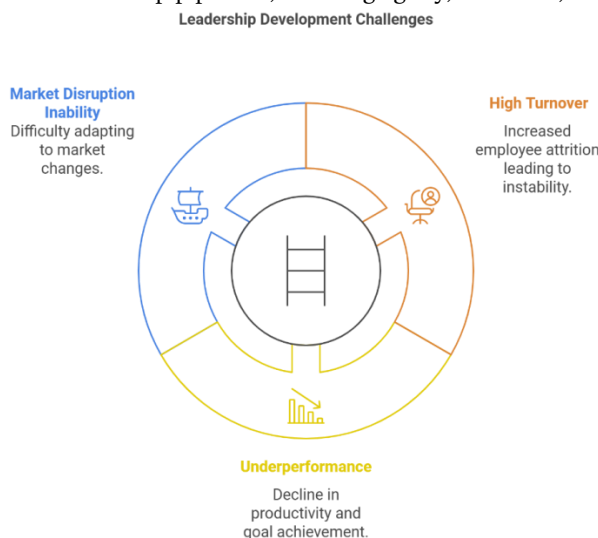 Leadership Development Challenges
Market Disruption
Inability
Difficulty adapting
to market
changes.
High Turnover
Increased
employee attrition
leading to
instability.
Underperformance
Decline in
productivity and
goal achievement.